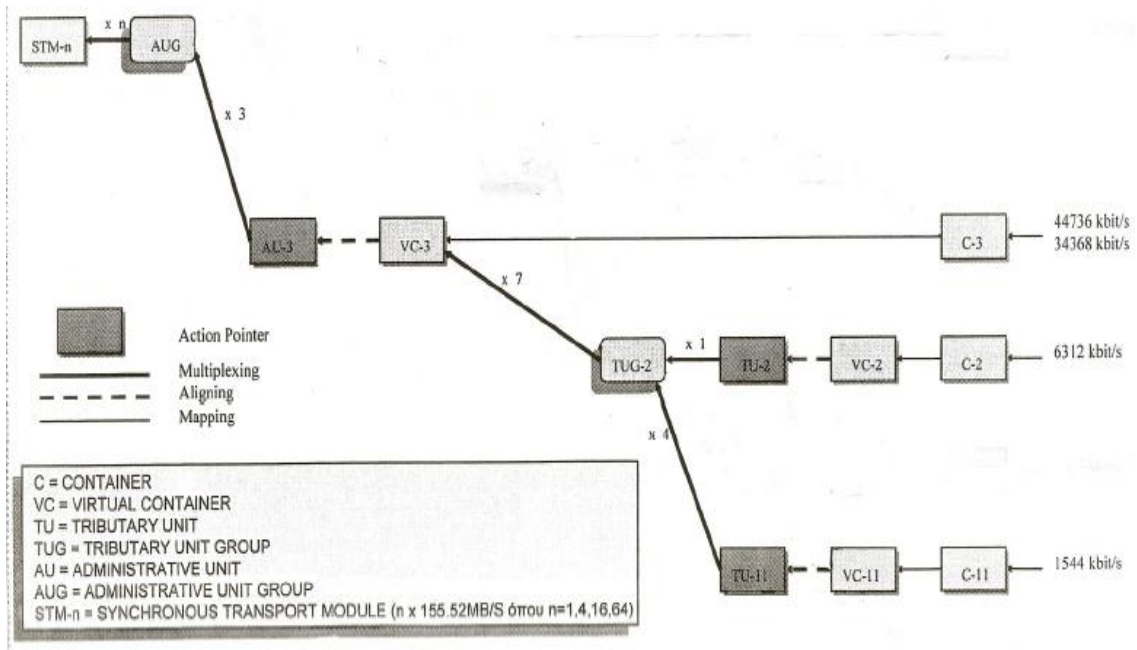 x n
STM-n
AUG
x 3
AU-3
VC-3
C-3
44736 kbit/s
34368 kbit/s
x 7
Action Pointer
Multiplexing
Aligning
Mapping
TUG-2
x 1
TU-2
VC-2
C-2
6312 kbit/s
x 4
C = CONTAINER
VC = VIRTUAL CONTAINER
TU = TRIBUTARY UNIT
TUG = TRIBUTARY UNIT GROUP
AU = ADMINISTRATIVE UNIT
AUG = ADMINISTRATIVE UNIT GROUP
STM-n = SYNCHRONOUS TRANSPORT MODULE (n x 155.52MB/S όπου n=1,4,16,64)
TU-11
VC-11
C-11
1544 kbit/s